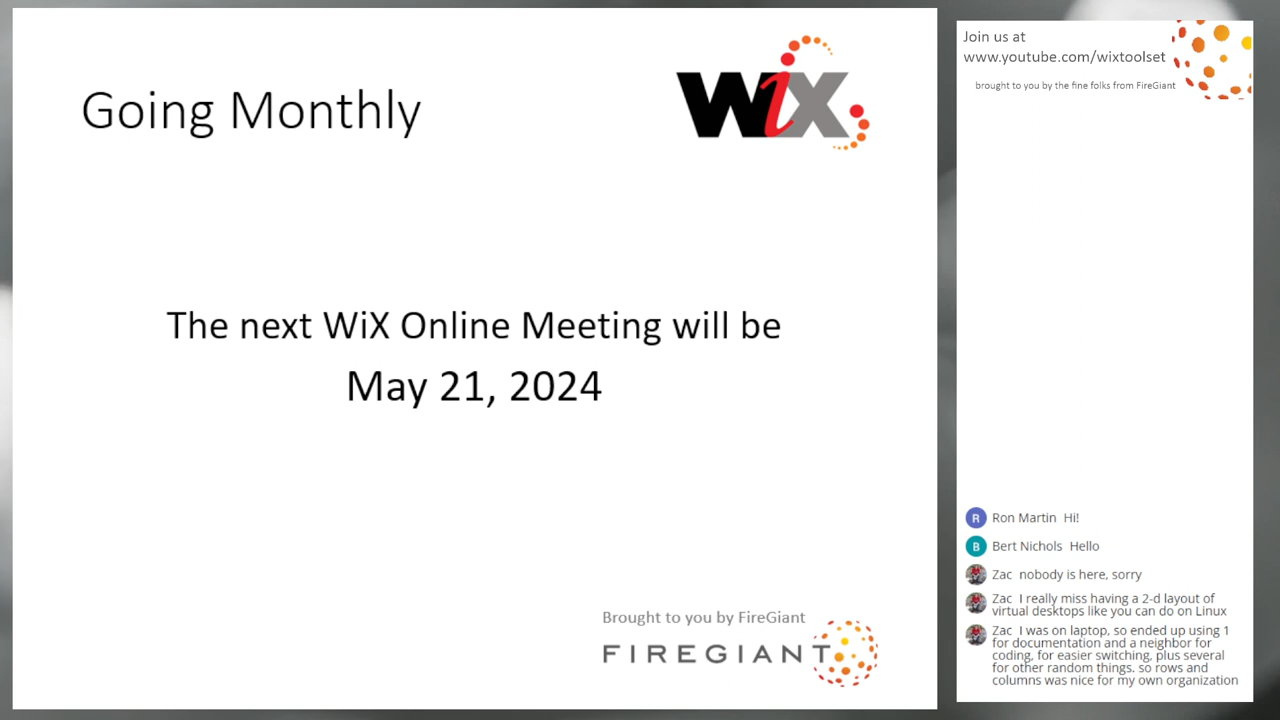 Going Monthly
WiX
The next WiX Online Meeting will be
May 21, 2024
Brought to you by FireGiant
FIREGIANT
Join us at
www.youtube.com/wixtoolset
brought to you by the fine folks from FireGiant
R Ron Martin Hi!
B Bert Nichols Hello
Zac nobody is here, sorry
Zac I really miss having a 2-d layout of
virtual desktops like you can do on Linux
Zac I was on laptop, so ended up using 1
for documentation and a neighbor for
coding, for easier switching, plus several
for other random things. so rows and
columns was nice for my own organization